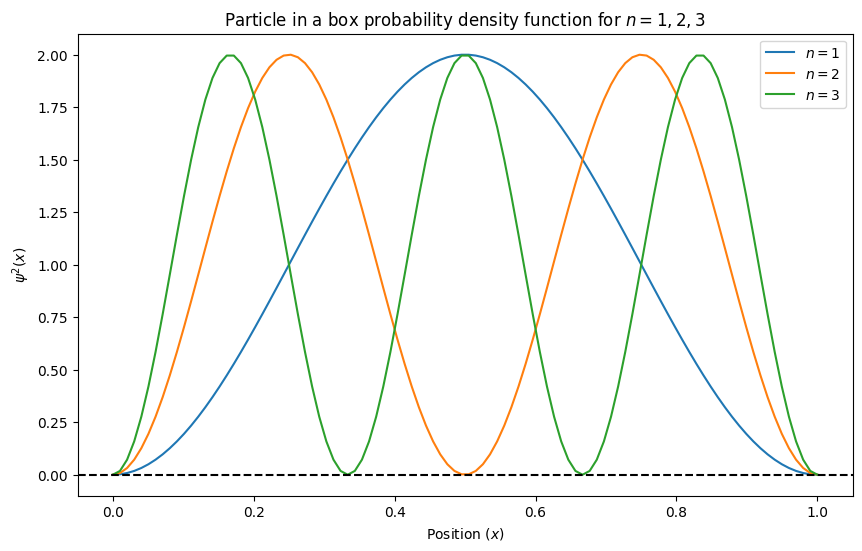 Particle in a box probability density function for n = 1, 2, 3
n = 1
n = 2
n = 3
ψ²(x)
2.00
1.75
1.50
1.25
1.00
0.75
0.50
0.25
0.00
0.0 0.2 0.4 0.6 0.8 1.0
Position (x)